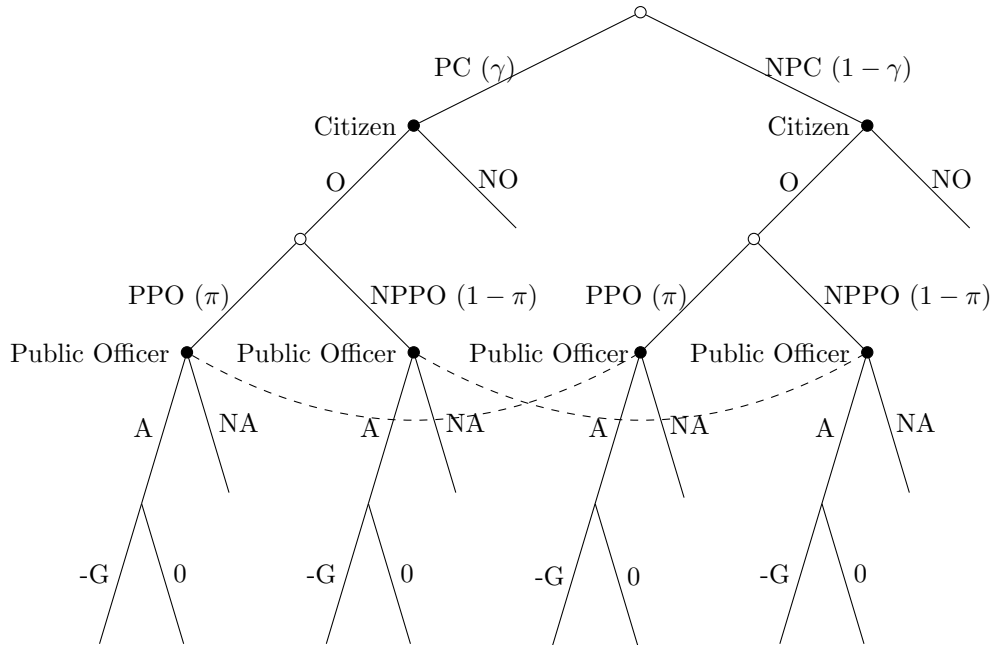 PC (γ)
NPC (1 − γ)
Citizen
Citizen
O
NO
O
NO
PPO (π)
NPPO (1 − π)
PPO (π)
NPPO (1 − π)
Public Officer
Public Officer
Public Officer
Public Officer
A
NA
A
NA
A
NA
A
NA
-G
0
-G
0
-G
0
-G
0